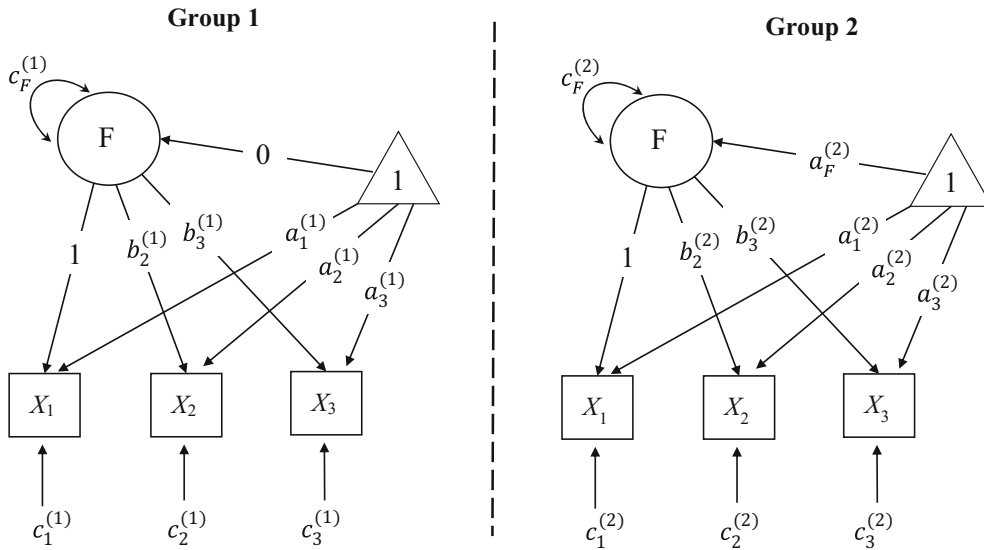 Group 1
c_F^(1)
F
0
1
1
b_2^(1)
b_3^(1)
a_1^(1)
a_2^(1)
a_3^(1)
X_1
X_2
X_3
c_1^(1)
c_2^(1)
c_3^(1)
Group 2
c_F^(2)
F
a_F^(2)
1
1
b_2^(2)
b_3^(2)
a_1^(2)
a_2^(2)
a_3^(2)
X_1
X_2
X_3
c_1^(2)
c_2^(2)
c_3^(2)